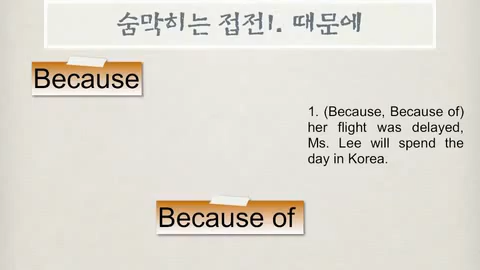 숨막히는 접전1. 때문에
Because
1. (Because, Because of)
her flight was delayed,
Ms. Lee will spend the
day in Korea.
Because of